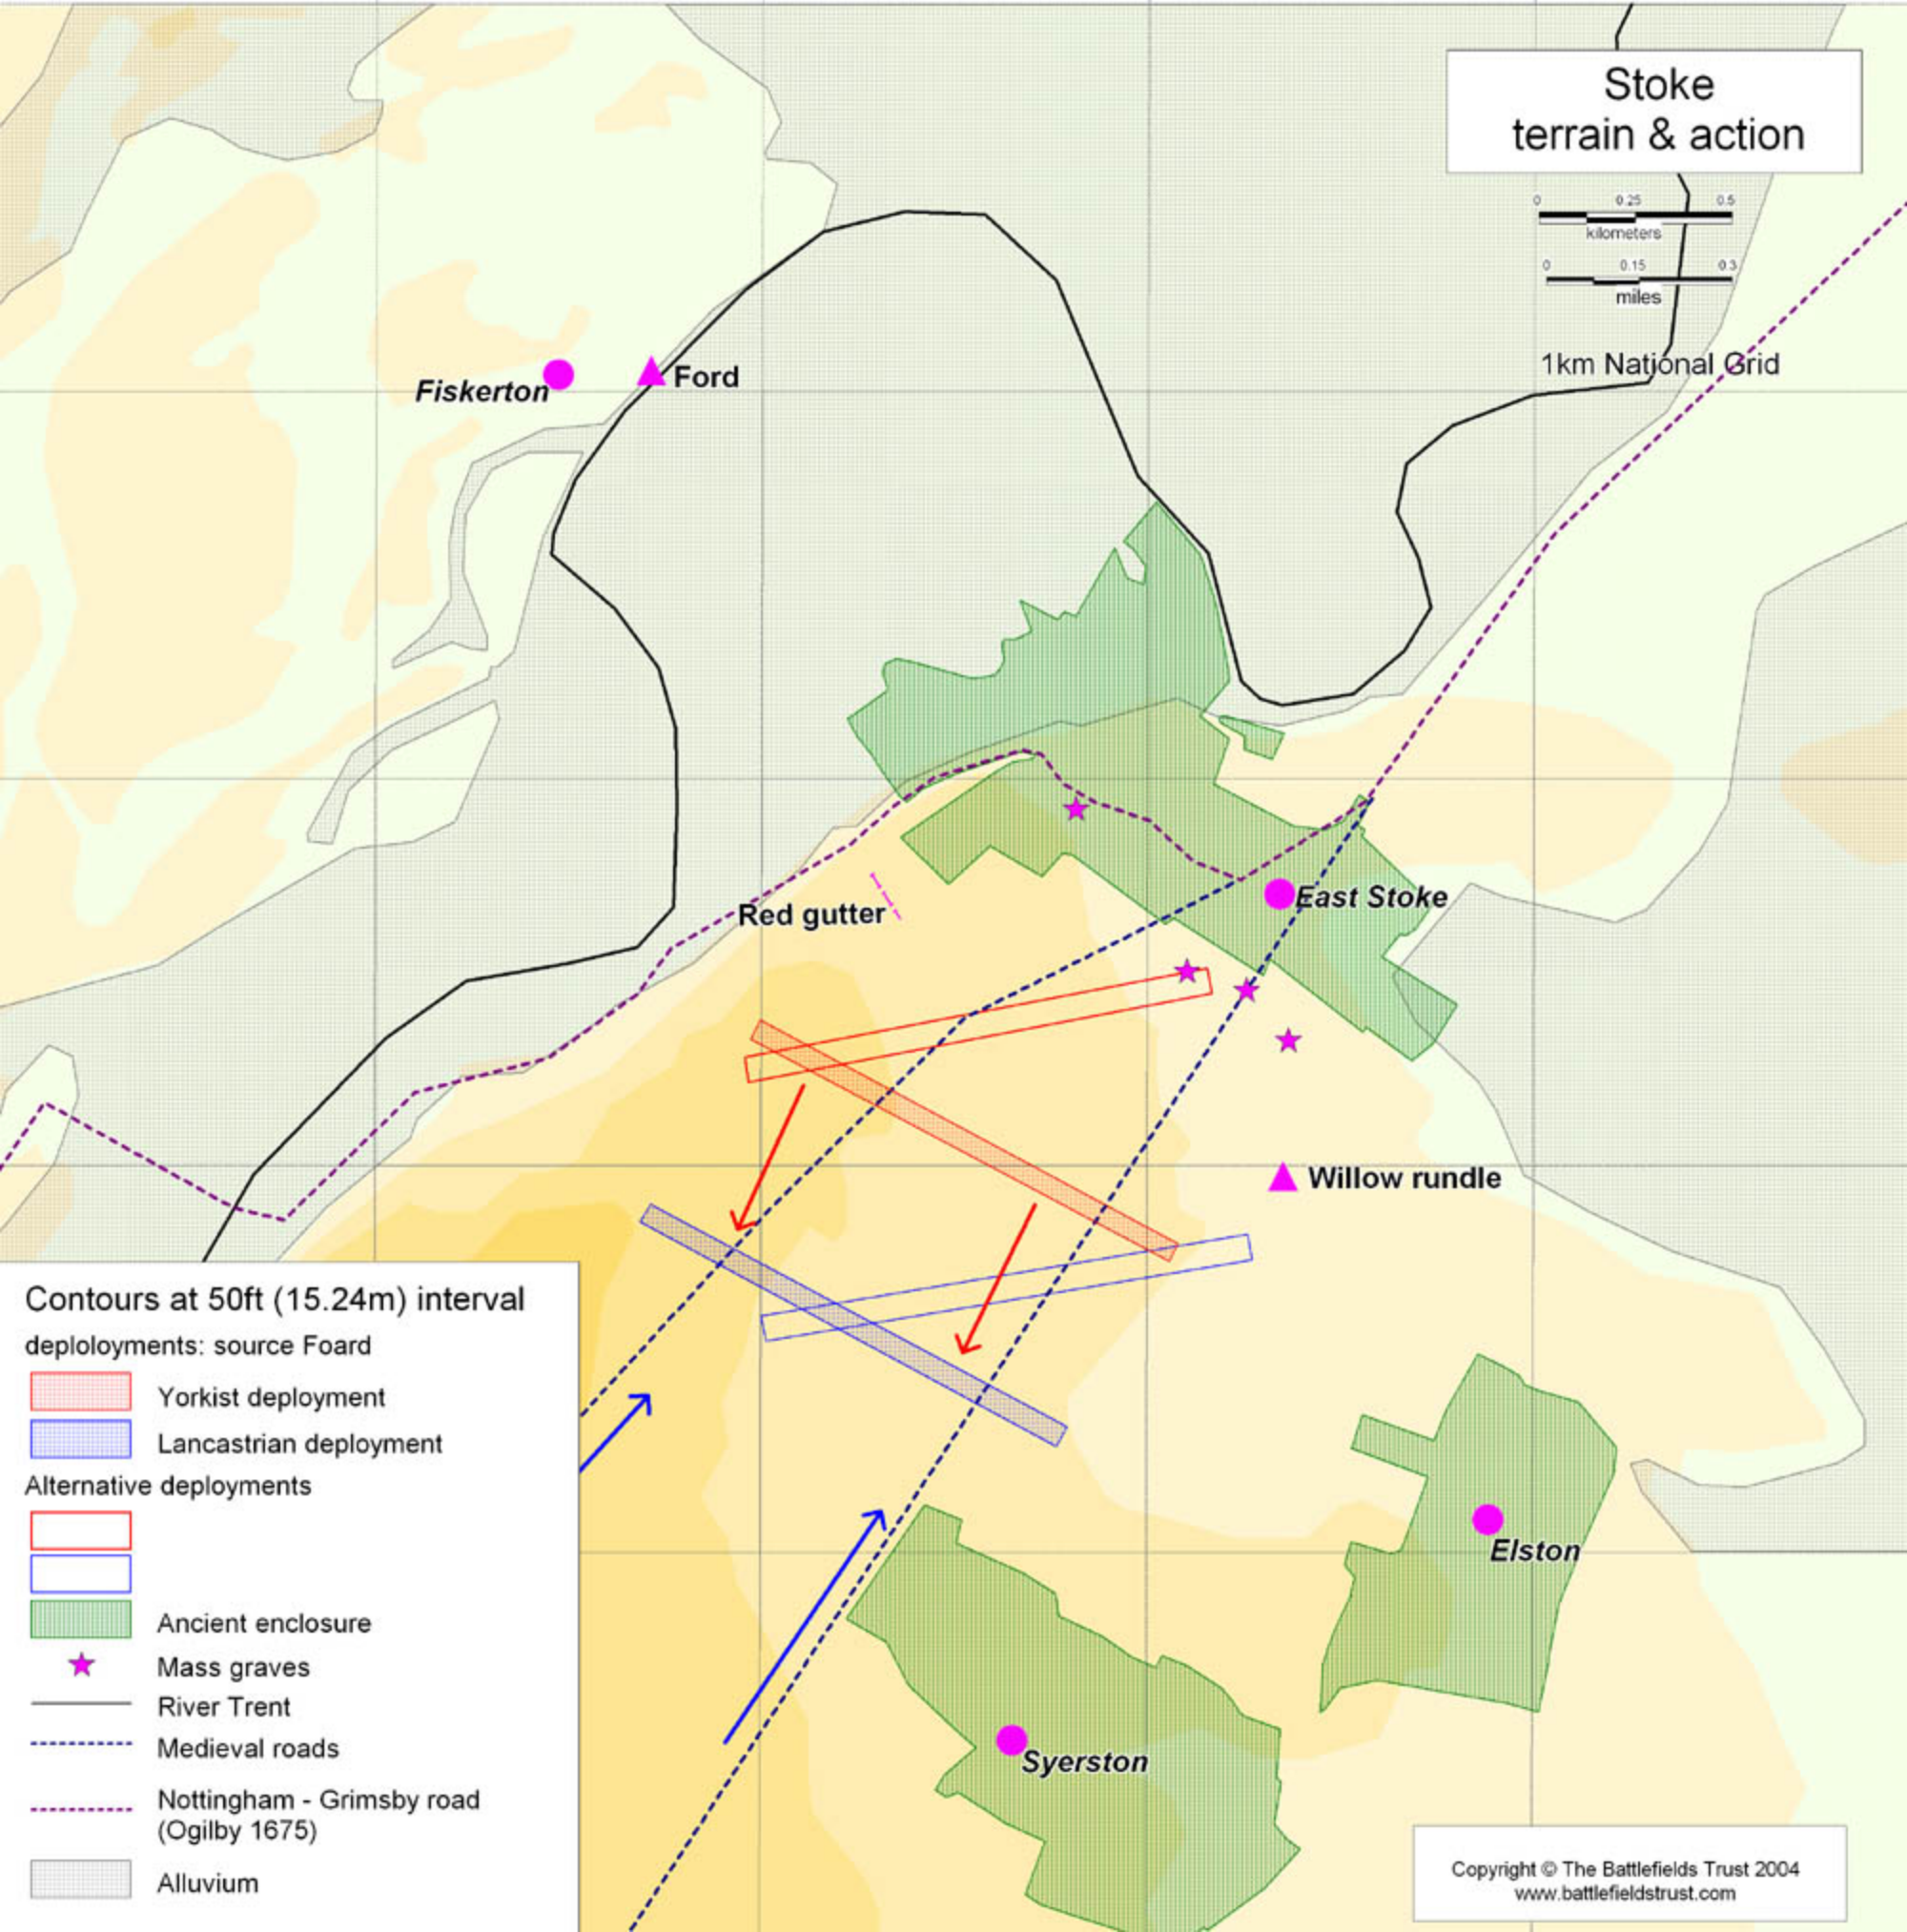 Stoke
terrain & action
0 0.25 0.5
kilometers
0 0.15 0.3
miles
1km National Grid
Fiskerton
Ford
East Stoke
Red gutter
Willow rundle
Elston
Syerston
Contours at 50ft (15.24m) interval
deploloyments: source Foard
Yorkist deployment
Lancastrian deployment
Alternative deployments
Ancient enclosure
Mass graves
River Trent
Medieval roads
Nottingham - Grimsby road
(Ogilby 1675)
Alluvium
Copyright © The Battlefields Trust 2004
www.battlefieldstrust.com